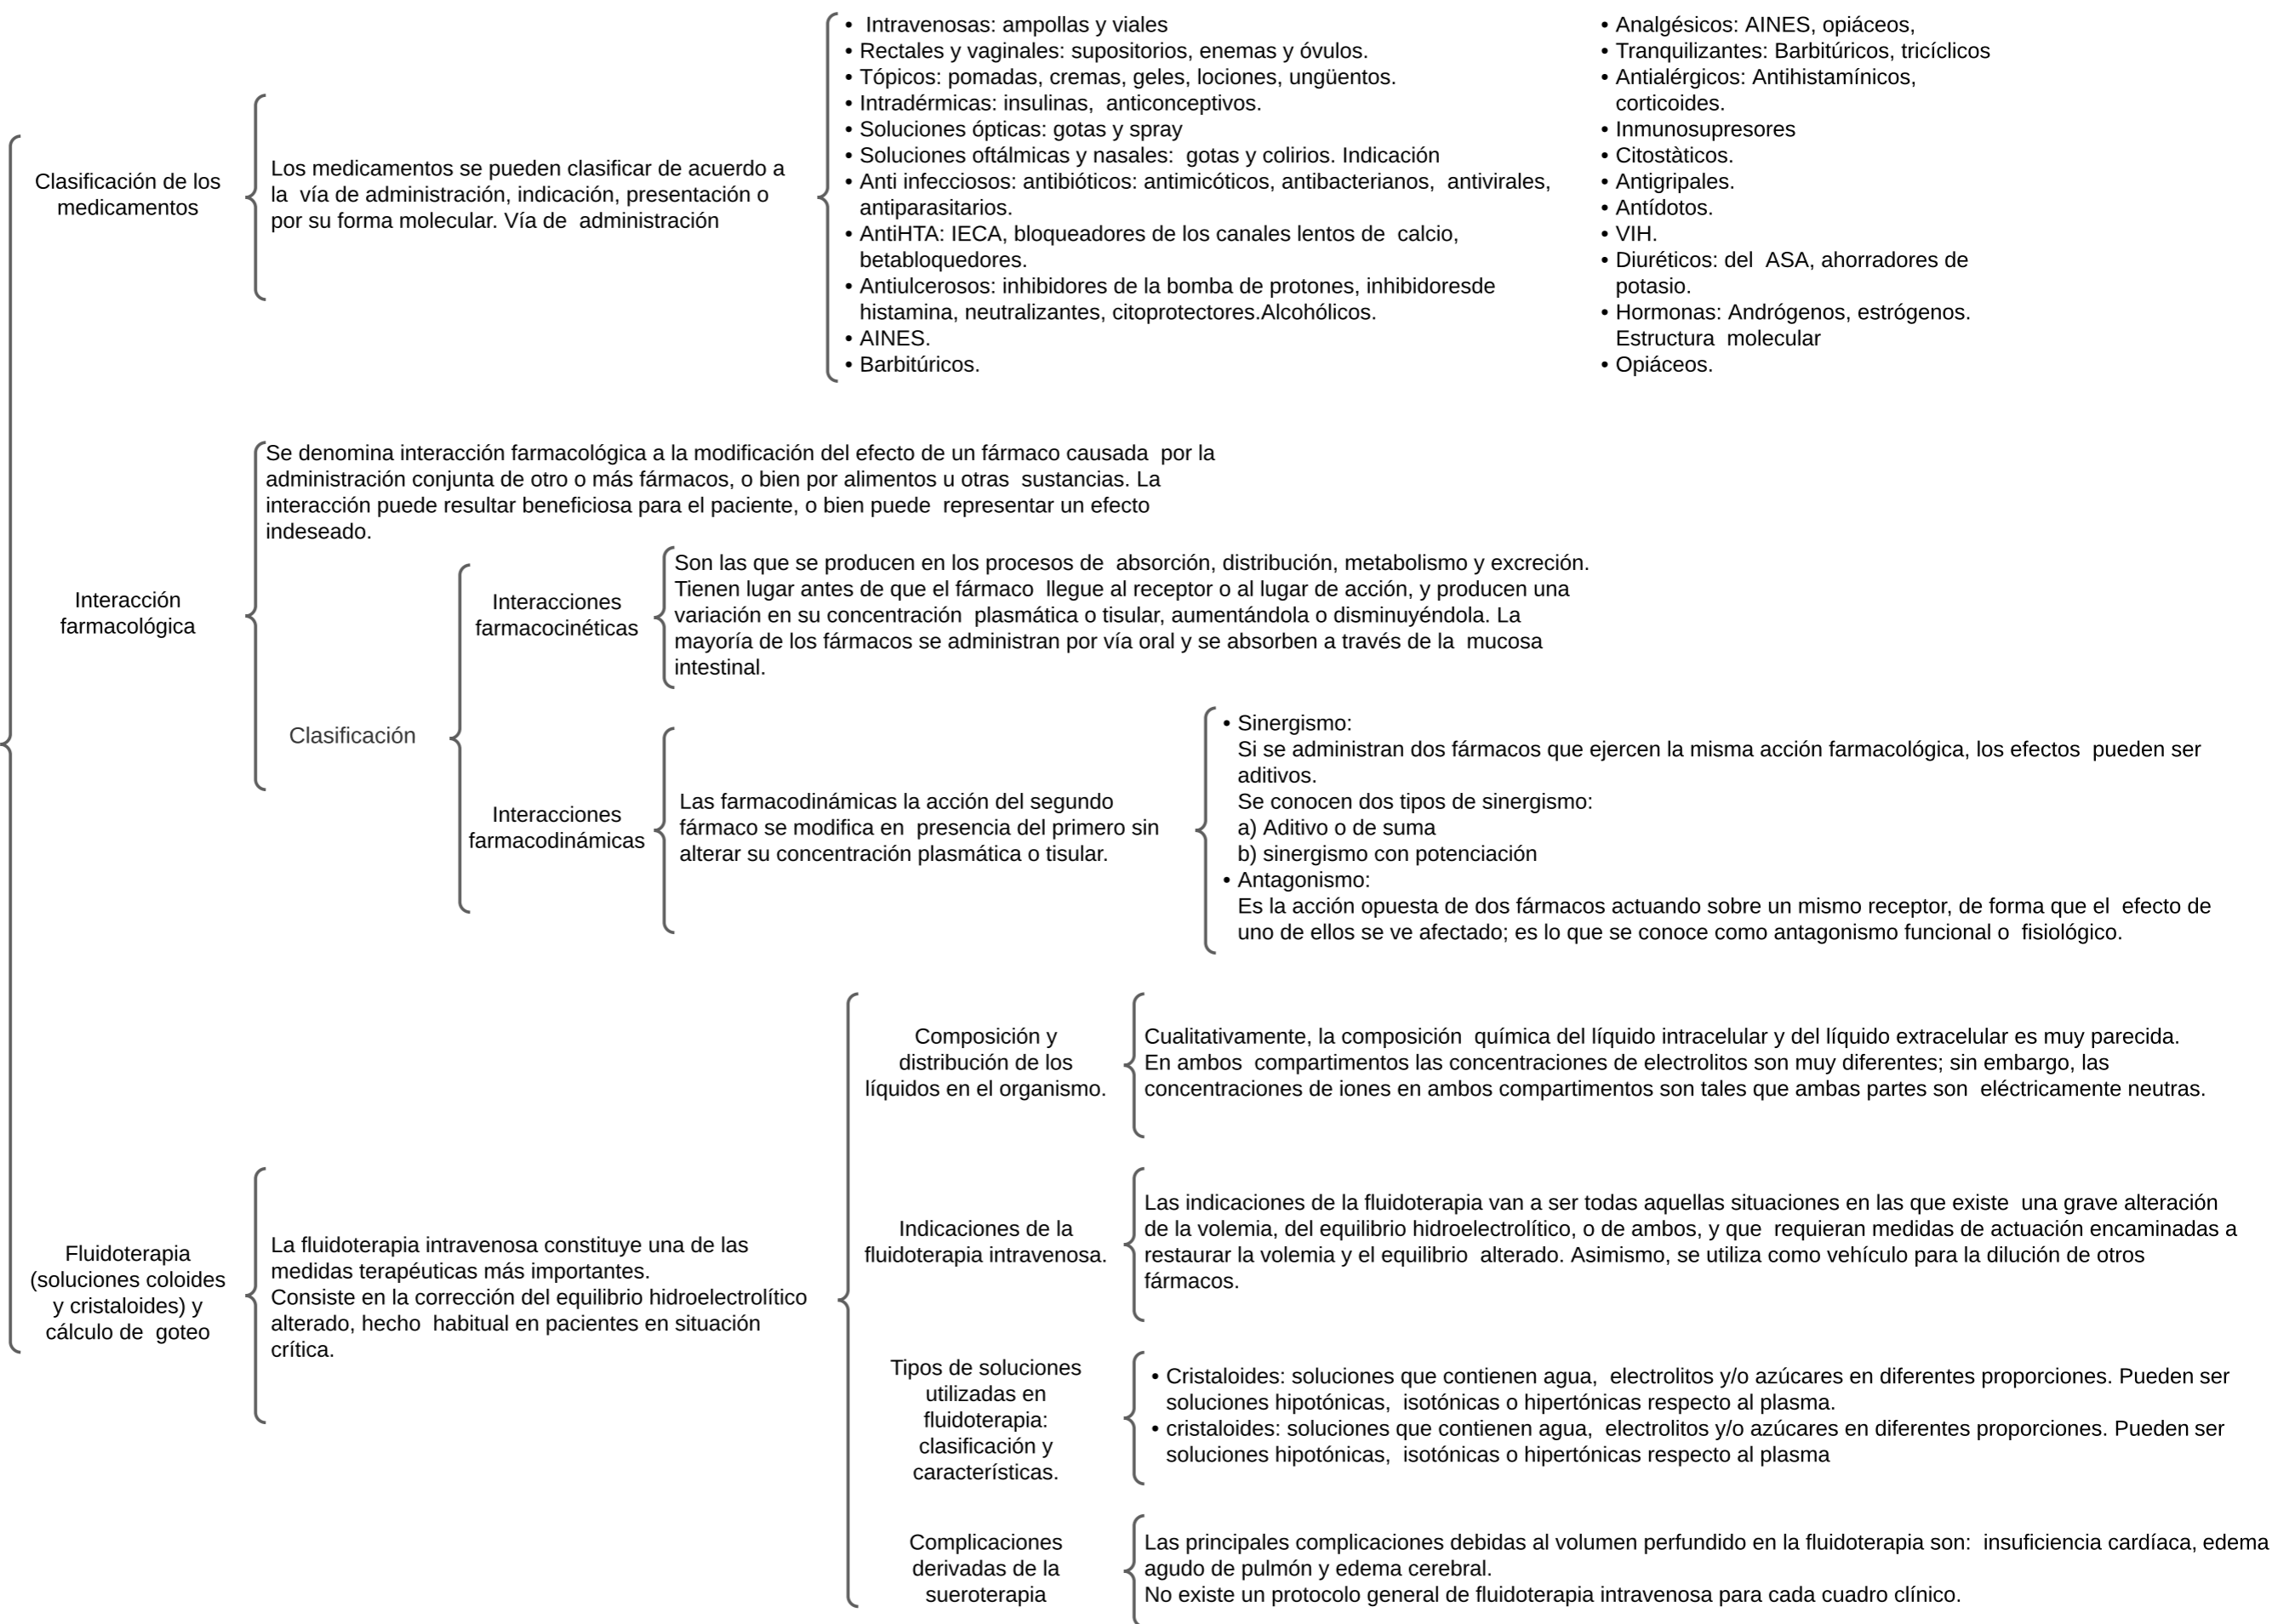 Clasificación de los
medicamentos
Los medicamentos se pueden clasificar de acuerdo a
la  vía de administración, indicación, presentación o
por su forma molecular. Vía de  administración
•  Intravenosas: ampollas y viales
• Rectales y vaginales: supositorios, enemas y óvulos.
• Tópicos: pomadas, cremas, geles, lociones, ungüentos.
• Intradérmicas: insulinas,  anticonceptivos.
• Soluciones ópticas: gotas y spray
• Soluciones oftálmicas y nasales:  gotas y colirios. Indicación
• Anti infecciosos: antibióticos: antimicóticos, antibacterianos,  antivirales,
antiparasitarios.
• AntiHTA: IECA, bloqueadores de los canales lentos de  calcio,
betabloquedores.
• Antiulcerosos: inhibidores de la bomba de protones, inhibidoresde
histamina, neutralizantes, citoprotectores.Alcohólicos.
• AINES.
• Barbitúricos.
• Analgésicos: AINES, opiáceos,
• Tranquilizantes: Barbitúricos, tricíclicos
• Antialérgicos: Antihistamínicos,
corticoides.
• Inmunosupresores
• Citostàticos.
• Antigripales.
• Antídotos.
• VIH.
• Diuréticos: del  ASA, ahorradores de
potasio.
• Hormonas: Andrógenos, estrógenos.
Estructura  molecular
• Opiáceos.
Interacción
farmacológica
Se denomina interacción farmacológica a la modificación del efecto de un fármaco causada  por la
administración conjunta de otro o más fármacos, o bien por alimentos u otras  sustancias. La
interacción puede resultar beneficiosa para el paciente, o bien puede  representar un efecto
indeseado.
Clasificación
Interacciones
farmacocinéticas
Son las que se producen en los procesos de  absorción, distribución, metabolismo y excreción.
Tienen lugar antes de que el fármaco  llegue al receptor o al lugar de acción, y producen una
variación en su concentración  plasmática o tisular, aumentándola o disminuyéndola. La
mayoría de los fármacos se administran por vía oral y se absorben a través de la  mucosa
intestinal.
Interacciones
farmacodinámicas
Las farmacodinámicas la acción del segundo
fármaco se modifica en  presencia del primero sin
alterar su concentración plasmática o tisular.
• Sinergismo:
Si se administran dos fármacos que ejercen la misma acción farmacológica, los efectos  pueden ser
aditivos.
Se conocen dos tipos de sinergismo:
a) Aditivo o de suma
b) sinergismo con potenciación
• Antagonismo:
Es la acción opuesta de dos fármacos actuando sobre un mismo receptor, de forma que el  efecto de
uno de ellos se ve afectado; es lo que se conoce como antagonismo funcional o  fisiológico.
Fluidoterapia
(soluciones coloides
y cristaloides) y
cálculo de  goteo
La fluidoterapia intravenosa constituye una de las
medidas terapéuticas más importantes.
Consiste en la corrección del equilibrio hidroelectrolítico
alterado, hecho  habitual en pacientes en situación
crítica.
Composición y
distribución de los
líquidos en el organismo.
Cualitativamente, la composición  química del líquido intracelular y del líquido extracelular es muy parecida.
En ambos  compartimentos las concentraciones de electrolitos son muy diferentes; sin embargo, las
concentraciones de iones en ambos compartimentos son tales que ambas partes son  eléctricamente neutras.
Indicaciones de la
fluidoterapia intravenosa.
Las indicaciones de la fluidoterapia van a ser todas aquellas situaciones en las que existe  una grave alteración
de la volemia, del equilibrio hidroelectrolítico, o de ambos, y que  requieran medidas de actuación encaminadas a
restaurar la volemia y el equilibrio  alterado. Asimismo, se utiliza como vehículo para la dilución de otros
fármacos.
Tipos de soluciones
utilizadas en
fluidoterapia:
clasificación y
características.
• Cristaloides: soluciones que contienen agua,  electrolitos y/o azúcares en diferentes proporciones. Pueden ser
soluciones hipotónicas,  isotónicas o hipertónicas respecto al plasma.
• cristaloides: soluciones que contienen agua,  electrolitos y/o azúcares en diferentes proporciones. Pueden ser
soluciones hipotónicas,  isotónicas o hipertónicas respecto al plasma
Complicaciones
derivadas de la
sueroterapia
Las principales complicaciones debidas al volumen perfundido en la fluidoterapia son:  insuficiencia cardíaca, edema
agudo de pulmón y edema cerebral.
No existe un protocolo general de fluidoterapia intravenosa para cada cuadro clínico.